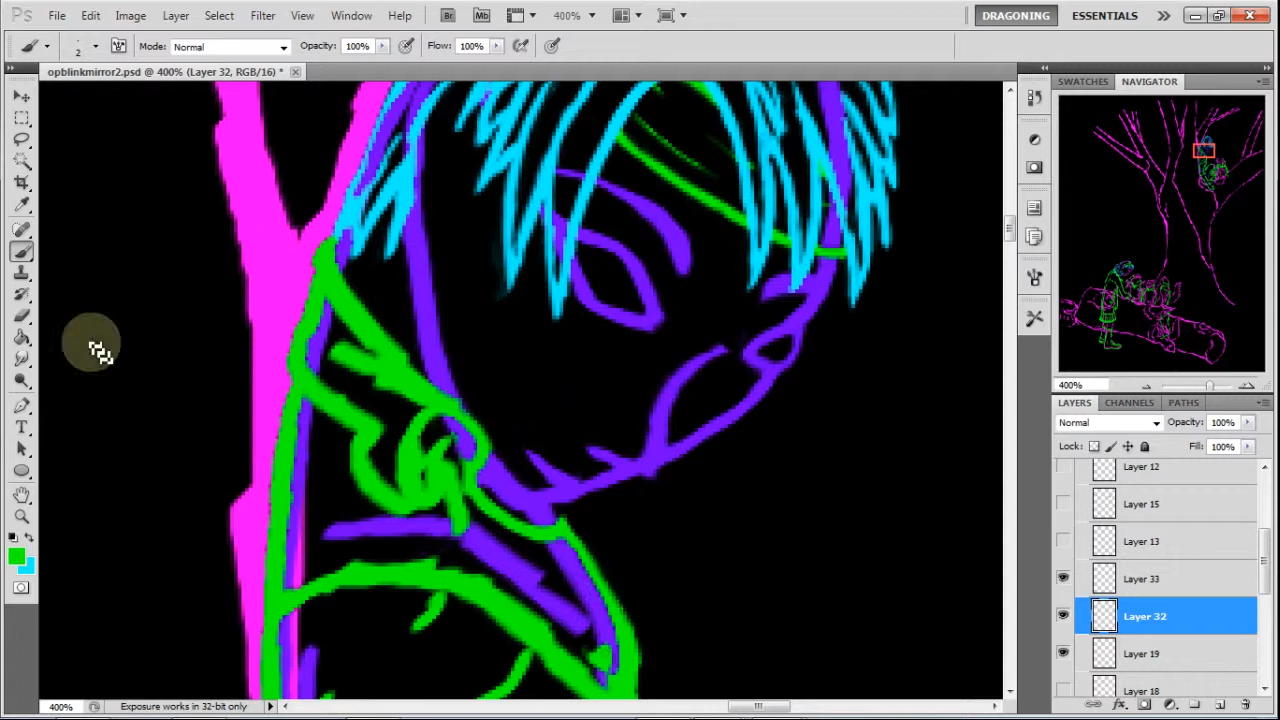 Ps File Edit Image Layer Select Filter View Window Help Br Mb 400% DRAGONING ESSENTIALS
2 Mode: Normal Opacity: 100% Flow: 100%
opblinkmirror2.psd @ 400% (Layer 32, RGB/16) *
SWATCHES NAVIGATOR
400%
LAYERS CHANNELS PATHS
Normal Opacity: 100%
Lock: Fill: 100%
Layer 12
Layer 15
Layer 13
Layer 33
Layer 32
Layer 19
Layer 18
T
400% Exposure works in 32-bit only
fx